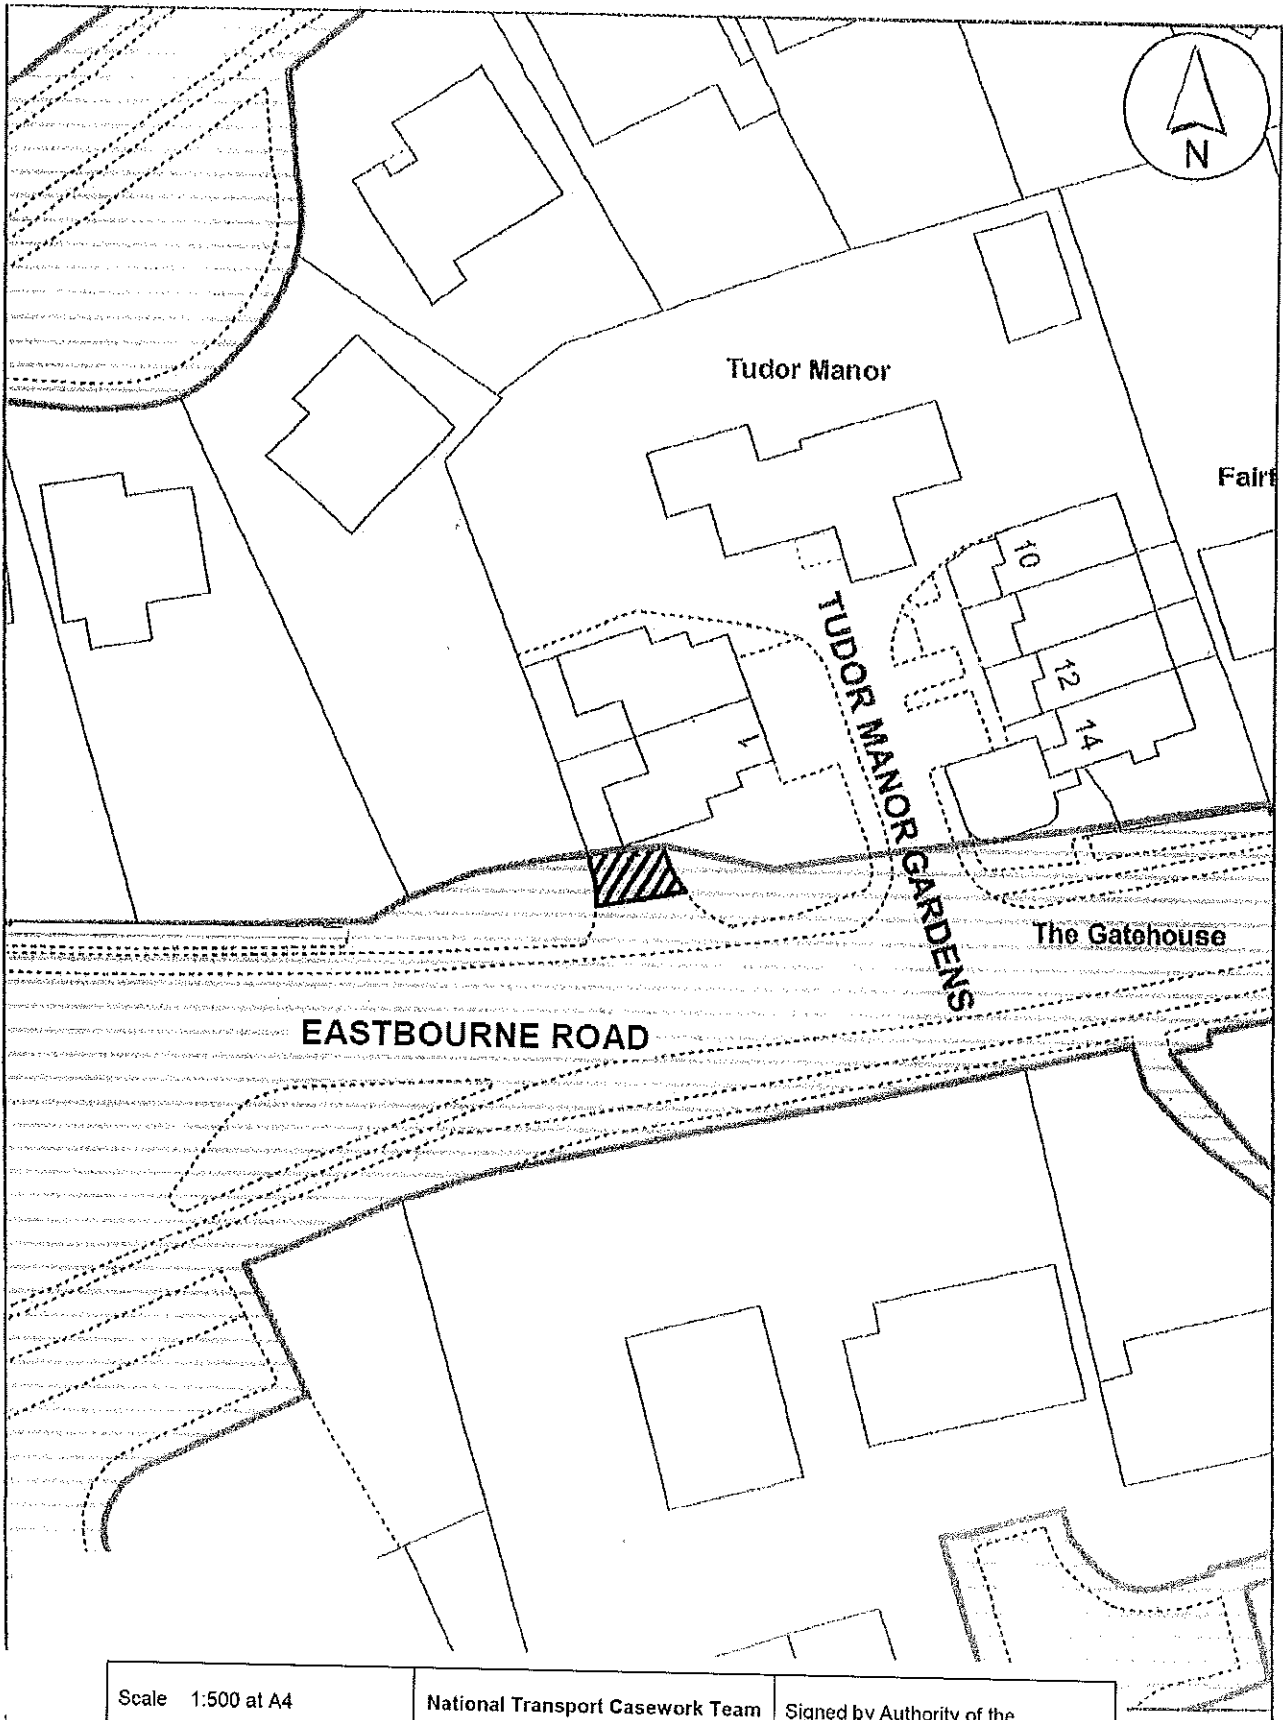 N
Tudor Manor
Fairf
10
TUDOR MANOR GARDENS
12
1
14
The Gatehouse
EASTBOURNE ROAD
Scale 1:500 at A4
National Transport Casework Team
Signed by Authority of the